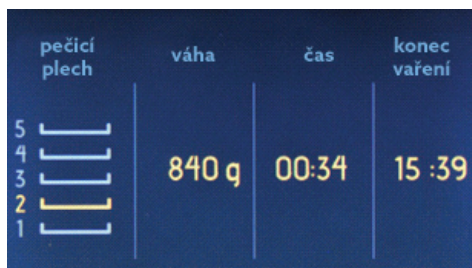 pečicí
plech
váha
čas
konec
vaření
5
4
3
2
1
840 g
00:34
15:39